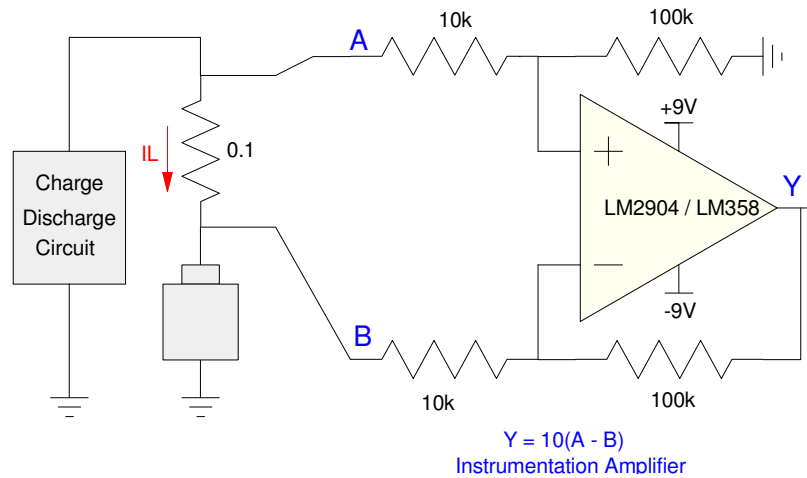 10k
100k
A
+9V
IL
0.1
Y
Charge
Discharge
Circuit
LM2904 / LM358
-9V
B
10k
100k
Y = 10(A - B)
Instrumentation Amplifier